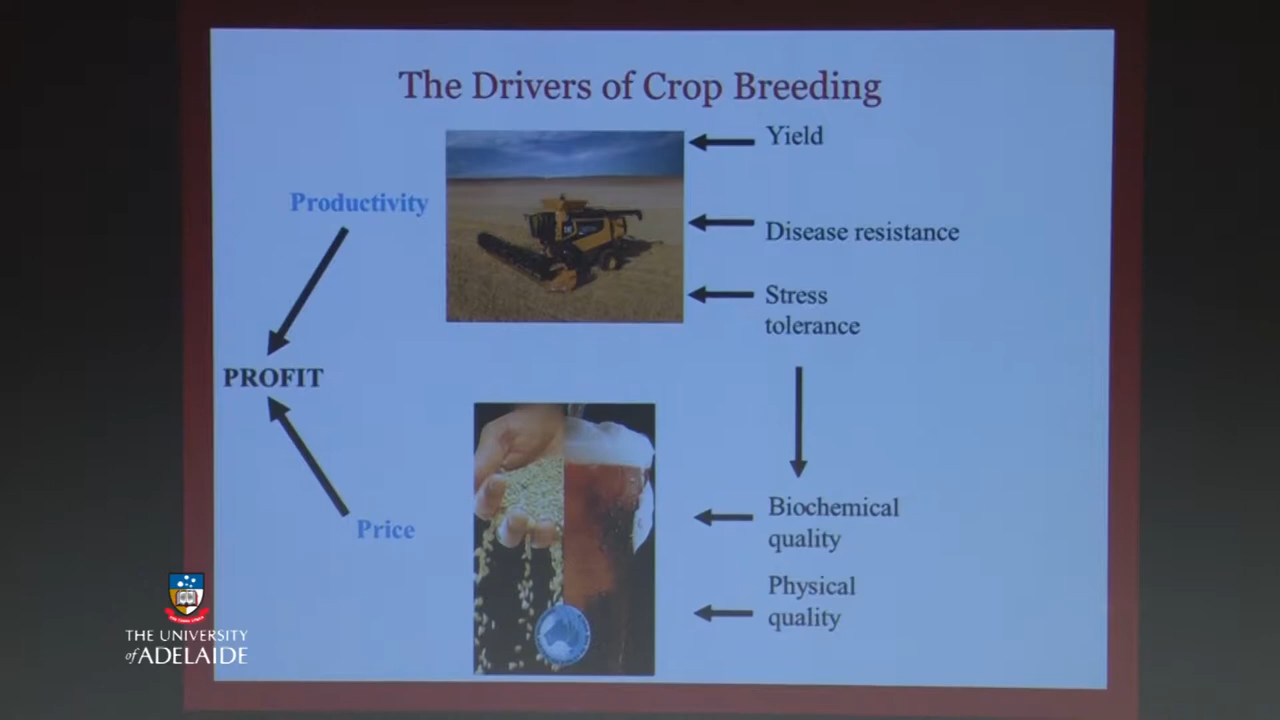 The Drivers of Crop Breeding
Yield
Productivity
Disease resistance
Stress
tolerance
PROFIT
Biochemical
quality
Price
Physical
quality
THE UNIVERSITY
of ADELAIDE